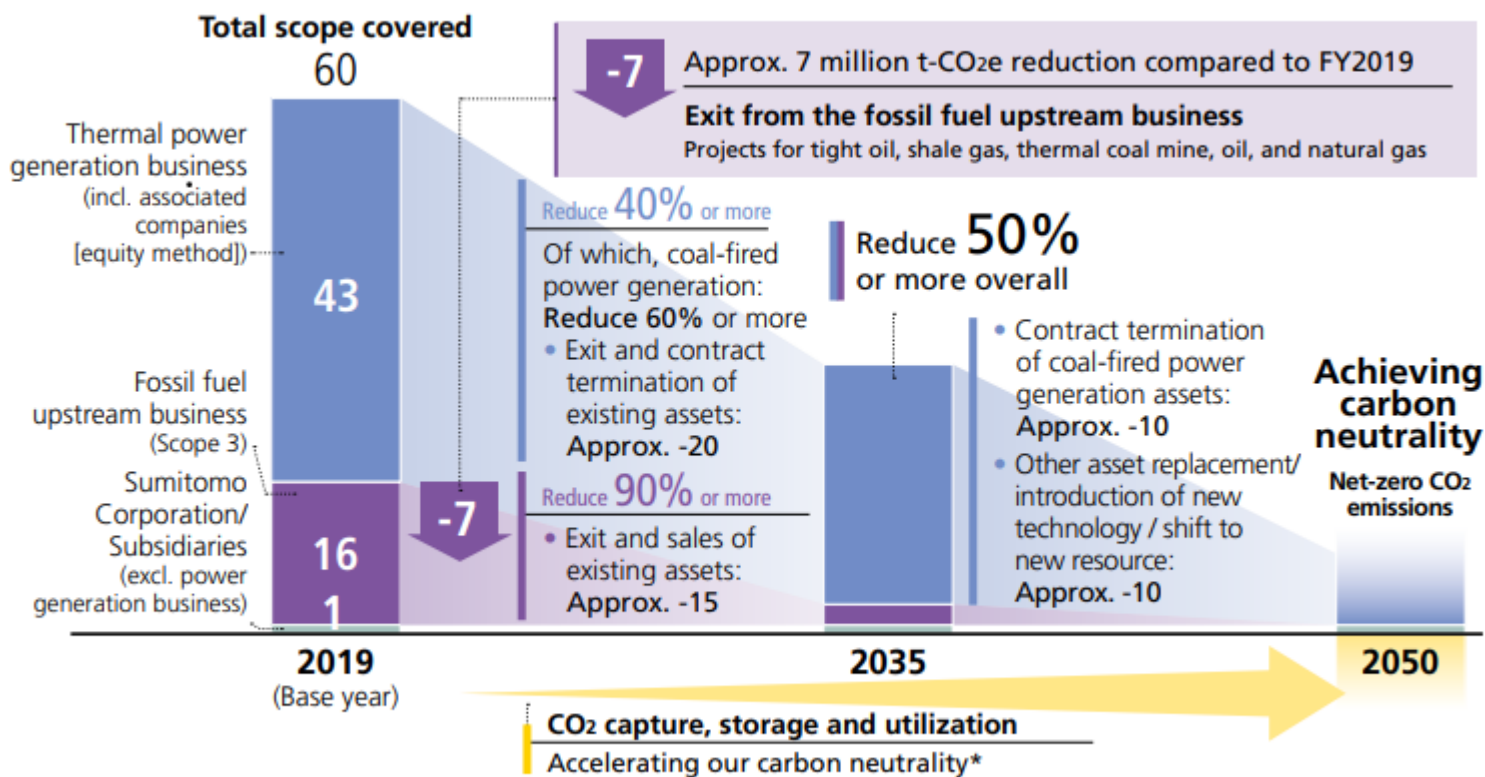 Total scope covered
60
-7
Approx. 7 million t-CO2e reduction compared to FY2019
Exit from the fossil fuel upstream business
Projects for tight oil, shale gas, thermal coal mine, oil, and natural gas
Thermal power
generation business
(incl. associated
companies
[equity method])
43
Fossil fuel
upstream business
(Scope 3)
16
Sumitomo
Corporation/
Subsidiaries
(excl. power
generation business)
1
-7
Reduce 40% or more
Of which, coal-fired
power generation:
Reduce 60% or more
• Exit and contract
termination of
existing assets:
Approx. -20
Reduce 90% or more
• Exit and sales of
existing assets:
Approx. -15
Reduce 50%
or more overall
• Contract termination
of coal-fired power
generation assets:
Approx. -10
• Other asset replacement/
introduction of new
technology / shift to
new resource:
Approx. -10
Achieving
carbon
neutrality
Net-zero CO2
emissions
2019
(Base year)
2035
2050
CO2 capture, storage and utilization
Accelerating our carbon neutrality*